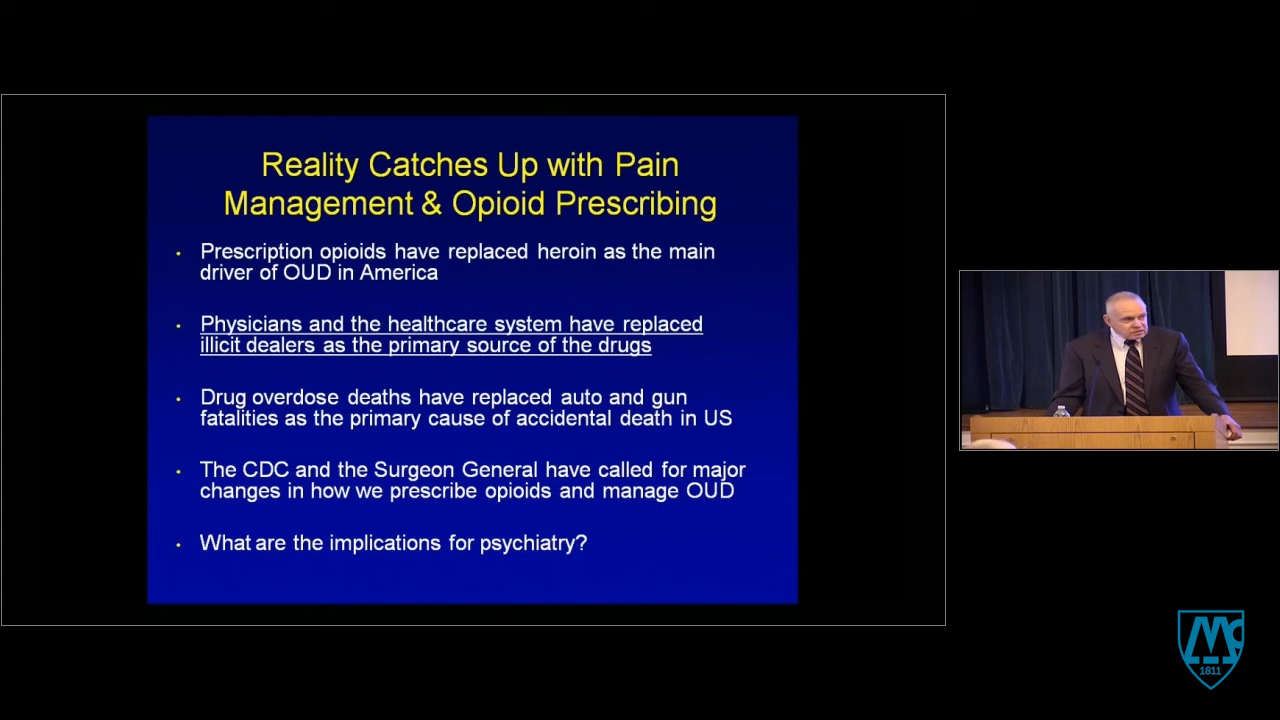 Reality Catches Up with Pain
Management & Opioid Prescribing
• Prescription opioids have replaced heroin as the main
driver of OUD in America
• Physicians and the healthcare system have replaced
illicit dealers as the primary source of the drugs
• Drug overdose deaths have replaced auto and gun
fatalities as the primary cause of accidental death in US
• The CDC and the Surgeon General have called for major
changes in how we prescribe opioids and manage OUD
• What are the implications for psychiatry?
Mc
1811